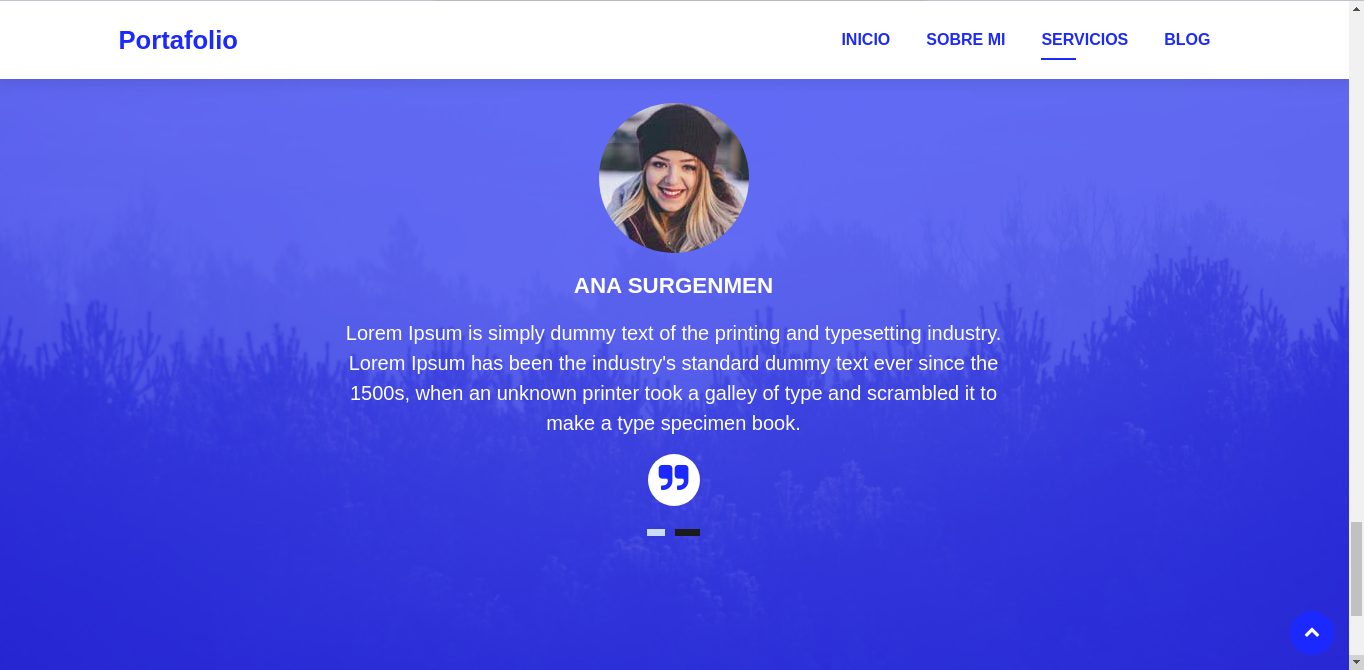 Portafolio
INICIO SOBRE MI SERVICIOS BLOG
ANA SURGENMEN
Lorem Ipsum is simply dummy text of the printing and typesetting industry.
Lorem Ipsum has been the industry's standard dummy text ever since the
1500s, when an unknown printer took a galley of type and scrambled it to
make a type specimen book.